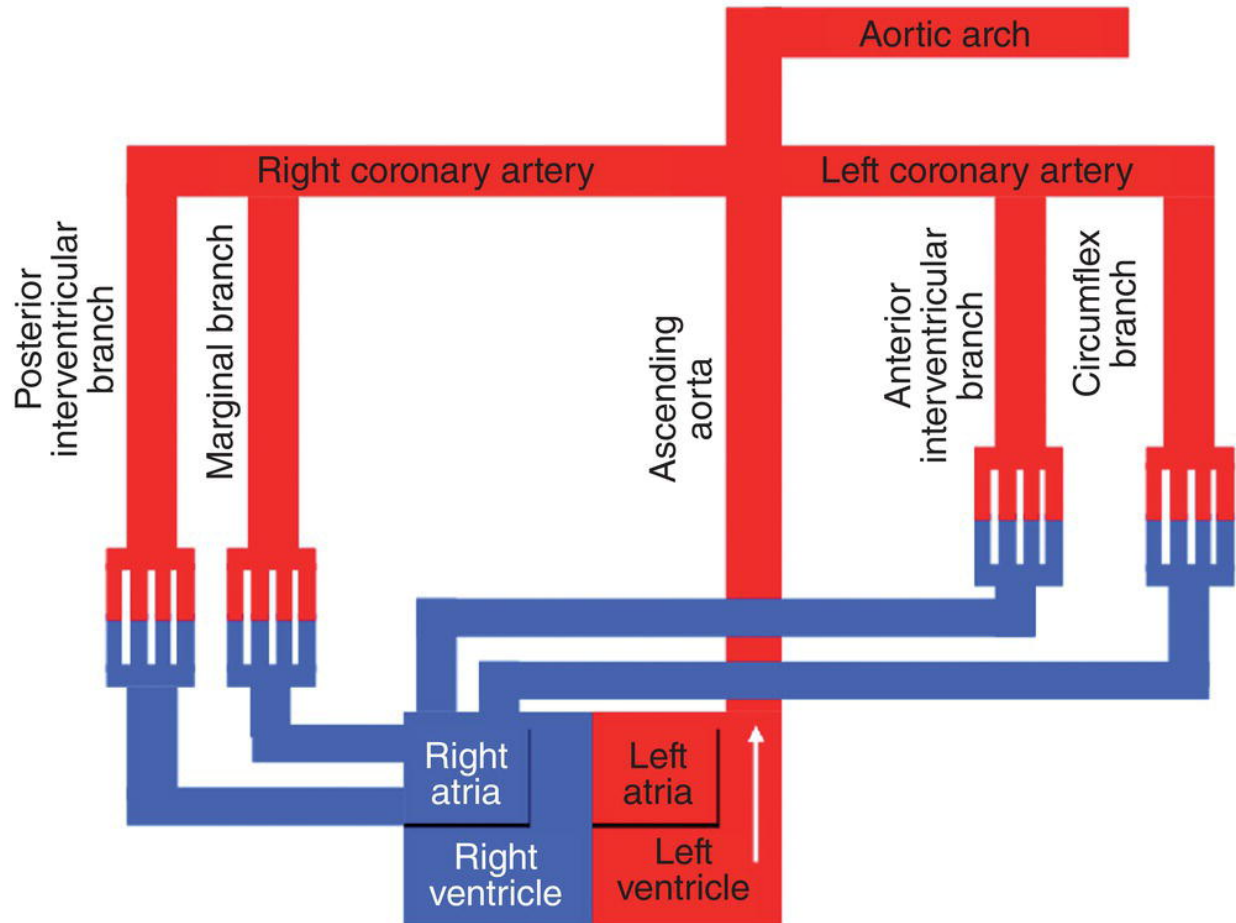 Aortic arch
Right coronary artery
Left coronary artery
Posterior
interventricular
branch
Marginal branch
Ascending
aorta
Anterior
interventricular
branch
Circumflex
branch
Right
atria
Left
atria
Right
ventricle
Left
ventricle